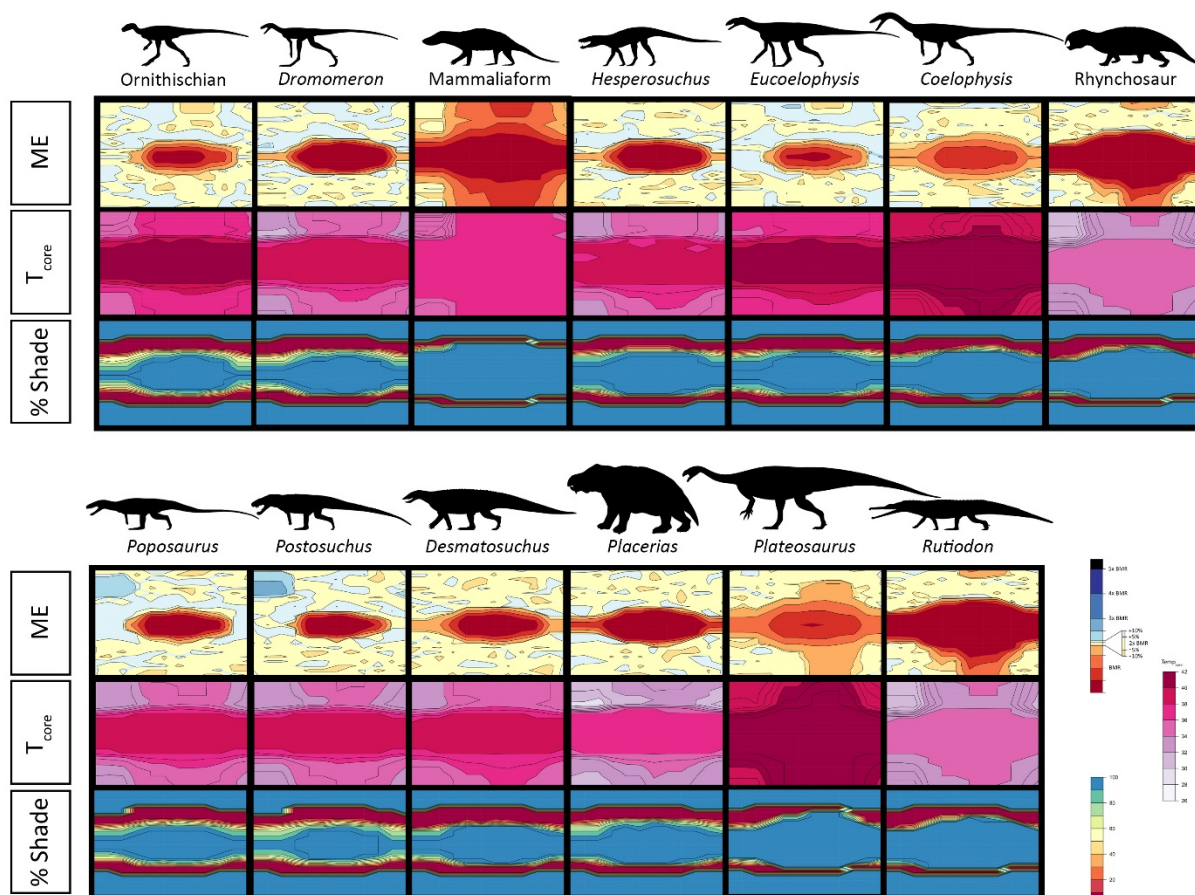 Ornithischian Dromomeron Mammaliaform Hesperosuchus Eucoelophysis Coelophysis Rhynchosaur
ME
Tcore
% Shade
Poposaurus Postosuchus Desmatosuchus Placerias Plateosaurus Rutiodon
ME
Tcore
% Shade
5x BMR
4x BMR
3x BMR
+10%
+5%
2x BMR
-5%
-10%
BMR
42
40
38
36
34
32
30
28
26
100
80
60
40
20